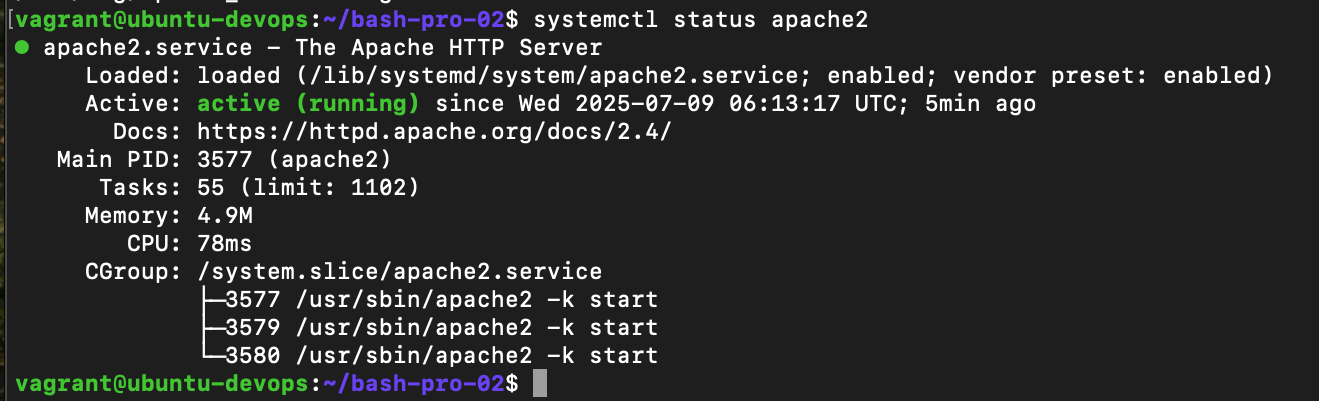 vagrant@ubuntu-devops:~/bash-pro-02$ systemctl status apache2
● apache2.service - The Apache HTTP Server
     Loaded: loaded (/lib/systemd/system/apache2.service; enabled; vendor preset: enabled)
     Active: active (running) since Wed 2025-07-09 06:13:17 UTC; 5min ago
       Docs: https://httpd.apache.org/docs/2.4/
   Main PID: 3577 (apache2)
      Tasks: 55 (limit: 1102)
     Memory: 4.9M
        CPU: 78ms
     CGroup: /system.slice/apache2.service
             ├─3577 /usr/sbin/apache2 -k start
             ├─3579 /usr/sbin/apache2 -k start
             └─3580 /usr/sbin/apache2 -k start
vagrant@ubuntu-devops:~/bash-pro-02$